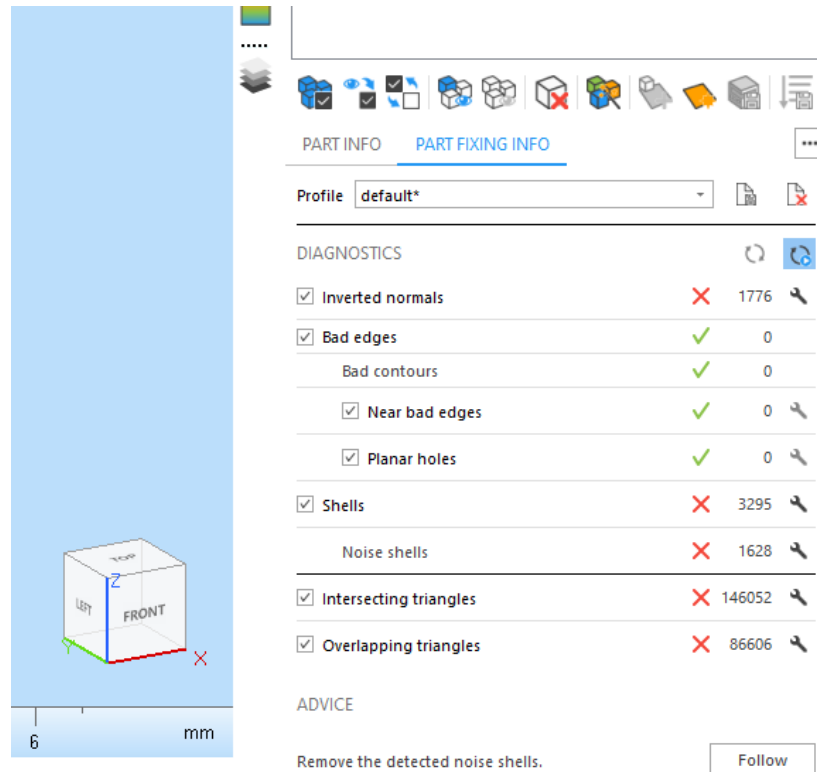 PART INFO PART FIXING INFO
Profile default*
DIAGNOSTICS
Inverted normals 1776
Bad edges 0
Bad contours 0
Near bad edges 0
Planar holes 0
Shells 3295
Noise shells 1628
Intersecting triangles 146052
Overlapping triangles 86606
ADVICE
Remove the detected noise shells. Follow
TOP
Z
LEFT FRONT
Y
X
6 mm